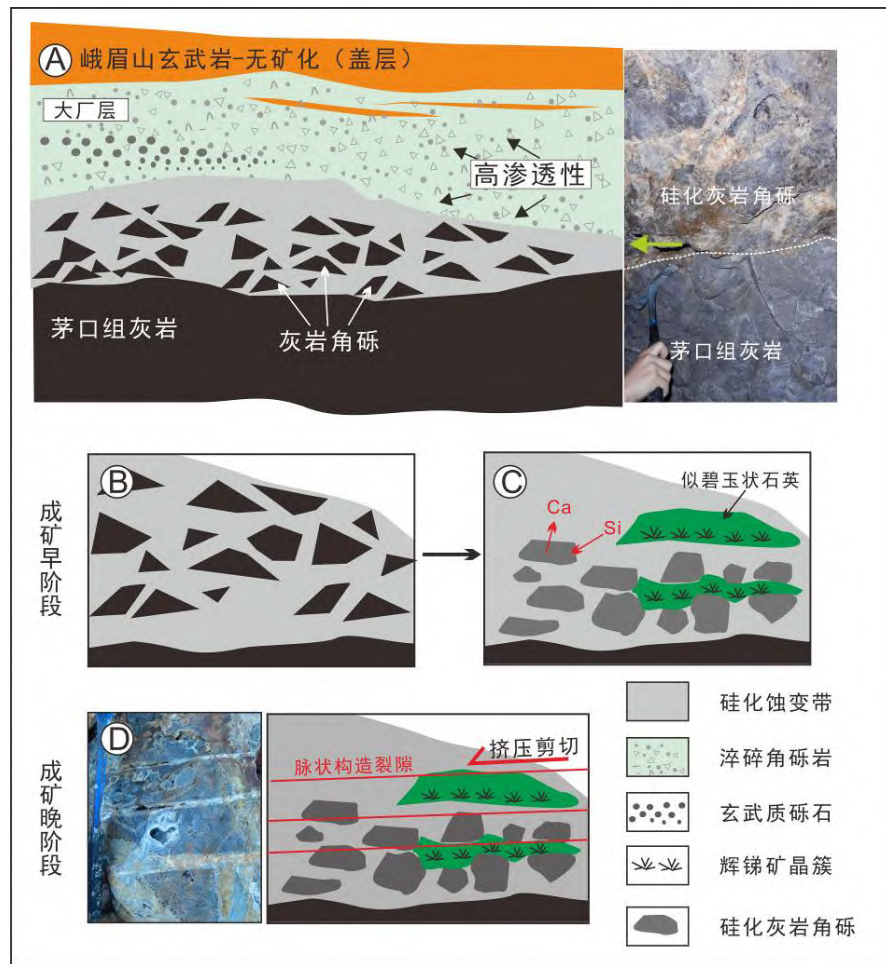 A 峨眉山玄武岩-无矿化（盖层）
大厂层
高渗透性
硅化灰岩角砾
茅口组灰岩
灰岩角砾
茅口组灰岩
成矿早阶段
B
C
似碧玉状石英
Ca
Si
成矿晚阶段
D
脉状构造裂隙
挤压剪切
硅化蚀变带
淬碎角砾岩
玄武质砾石
辉锑矿晶簇
硅化灰岩角砾